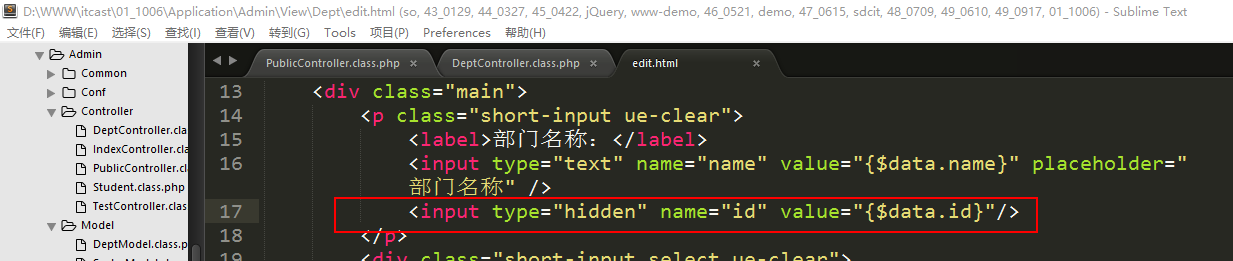 D:\WWW\itcast\01_1006\Application\Admin\View\Dept\edit.html (so, 43_0129, 44_0327, 45_0422, jQuery, www-demo, 46_0521, demo, 47_0615, sdcit, 48_0709, 49_0610, 49_0917, 01_1006) - Sublime Text
文件(F) 编辑(E) 选择(S) 查找(I) 查看(V) 转到(G) Tools 项目(P) Preferences 帮助(H)
Admin
Common
Conf
Controller
DeptController.cla
IndexController.cla
PublicController.cla
Student.class.php
TestController.clas
Model
DeptModel.class.p
PublicController.class.php × DeptController.class.php × edit.html ×
13 <div class="main">
14 <p class="short-input ue-clear">
15 <label>部门名称：</label>
16 <input type="text" name="name" value="{$data.name}" placeholder="
部门名称" />
17 <input type="hidden" name="id" value="{$data.id}"/>
18 </p>
19 <div class="short-input select ue-clear">